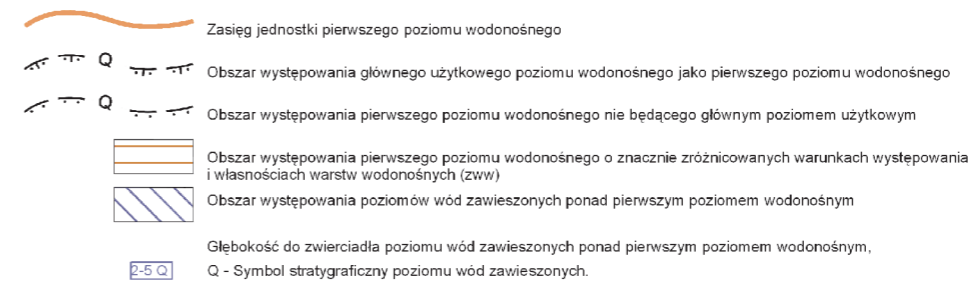 Zasięg jednostki pierwszego poziomu wodonośnego
Q
Obszar występowania głównego użytkowego poziomu wodonośnego jako pierwszego poziomu wodonośnego
Q
Obszar występowania pierwszego poziomu wodonośnego nie będącego głównym poziomem użytkowym
Obszar występowania pierwszego poziomu wodonośnego o znacznie zróżnicowanych warunkach występowania
i własnościach warstw wodonośnych (zww)
Obszar występowania poziomów wód zawieszonych ponad pierwszym poziomem wodonośnym
Głębokość do zwierciadła poziomu wód zawieszonych ponad pierwszym poziomem wodonośnym,
2-5 Q Q - Symbol stratygraficzny poziomu wód zawieszonych.